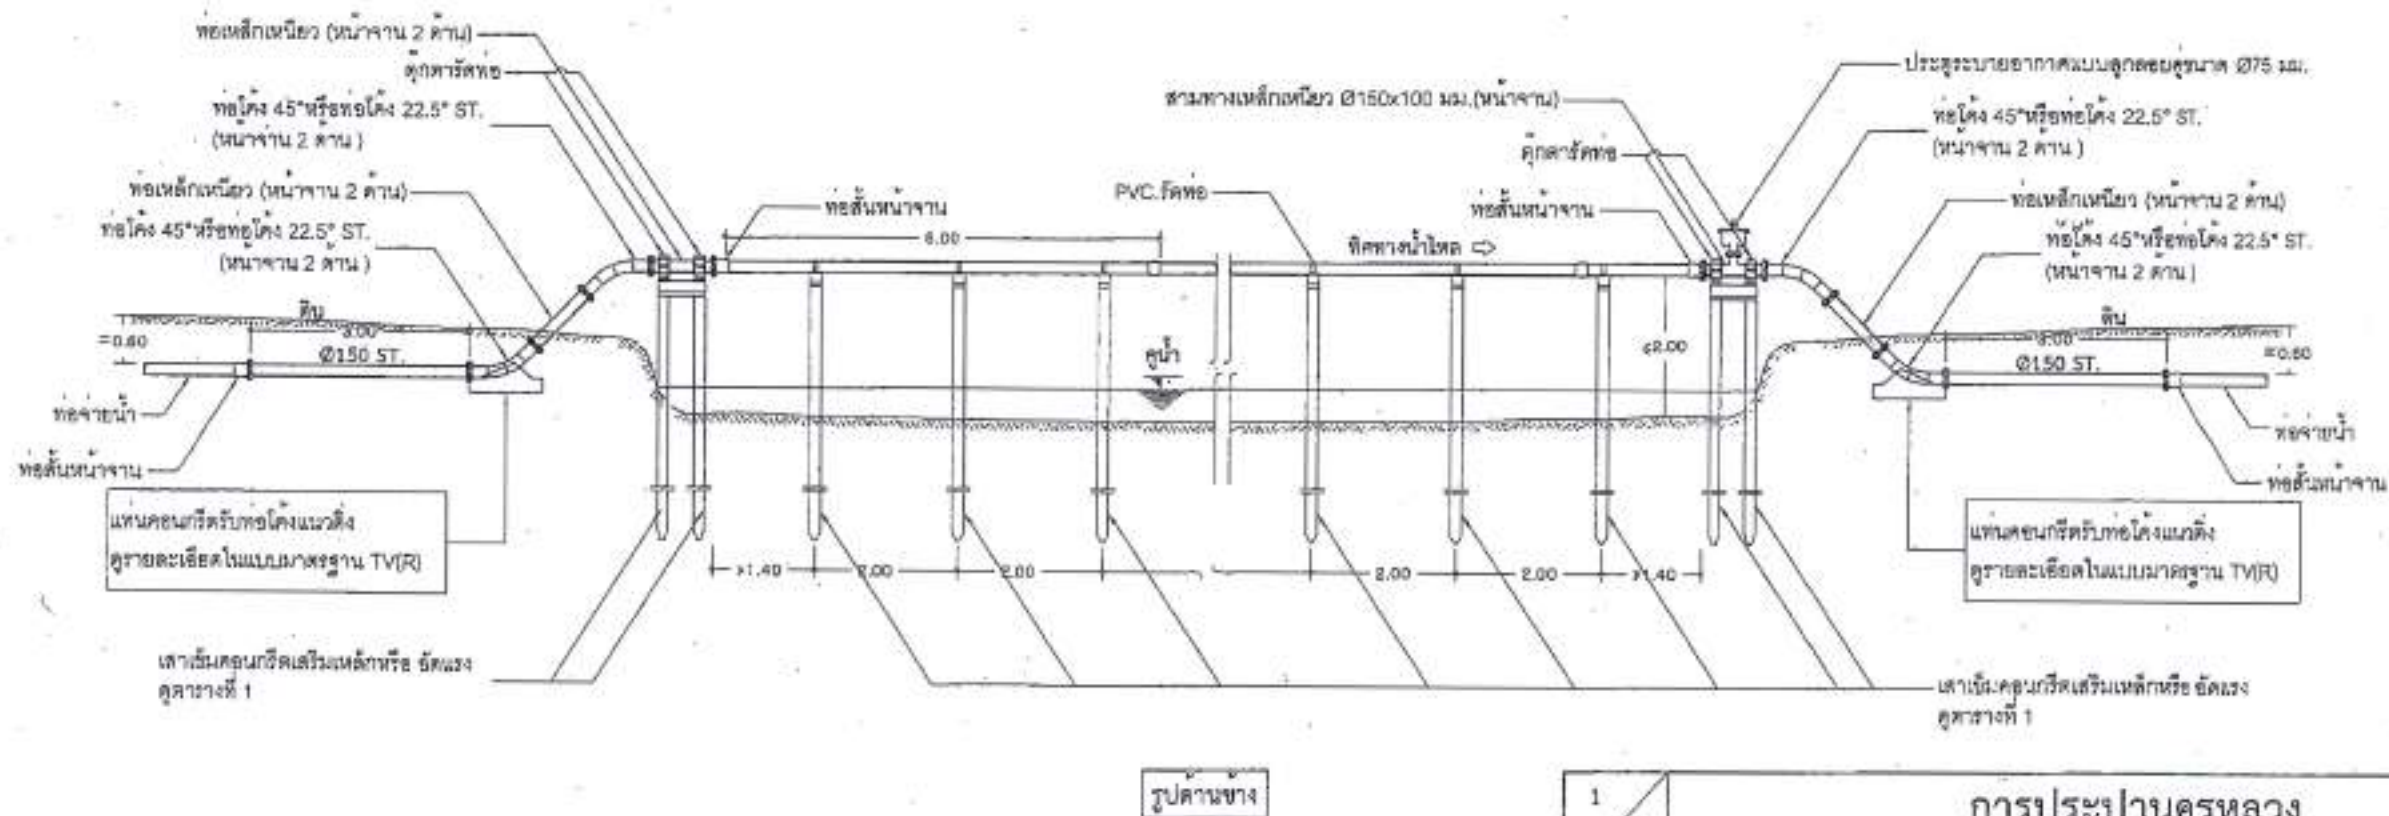 ท่อเหล็กเหนียว (หน้าจาน 2 ด้าน)
ตุ๊กตารัดท่อ
ท่อโค้ง 45°หรือท่อโค้ง 22.5° ST.
(หน้าจาน 2 ด้าน )
ท่อเหล็กเหนียว (หน้าจาน 2 ด้าน)
ท่อโค้ง 45°หรือท่อโค้ง 22.5° ST.
(หน้าจาน 2 ด้าน )
ท่อสั้นหน้าจาน
6.00
PVC.รัดท่อ
สามทางเหล็กเหนียว Ø150x100 มม.(หน้าจาน)
ตุ๊กตารัดท่อ
ท่อสั้นหน้าจาน
ทิศทางน้ำไหล
ประตูระบายอากาศแบบลูกลอยคู่ขนาด Ø75 มม.
ท่อโค้ง 45°หรือท่อโค้ง 22.5° ST.
(หน้าจาน 2 ด้าน )
ท่อเหล็กเหนียว (หน้าจาน 2 ด้าน)
ท่อโค้ง 45°หรือท่อโค้ง 22.5° ST.
(หน้าจาน 2 ด้าน )
ดิน
3.00
0.60
Ø150 ST.
คูน้ำ
2.00
ดิน
3.00
0.60
Ø150 ST.
ท่อจ่ายน้ำ
ท่อสั้นหน้าจาน
ท่อจ่ายน้ำ
ท่อสั้นหน้าจาน
แท่นคอนกรีตรับท่อโค้งแนวดิ่ง
ดูรายละเอียดในแบบมาตรฐาน TV(R)
แท่นคอนกรีตรับท่อโค้งแนวดิ่ง
ดูรายละเอียดในแบบมาตรฐาน TV(R)
1.40 2.00 2.00 2.00 2.00 1.40
เสาเข็มคอนกรีตเสริมเหล็กหรือ อัดแรง
ดูตารางที่ 1
เสาเข็มคอนกรีตเสริมเหล็กหรือ อัดแรง
ดูตารางที่ 1
รูปด้านข้าง
1
การประปานครหลวง